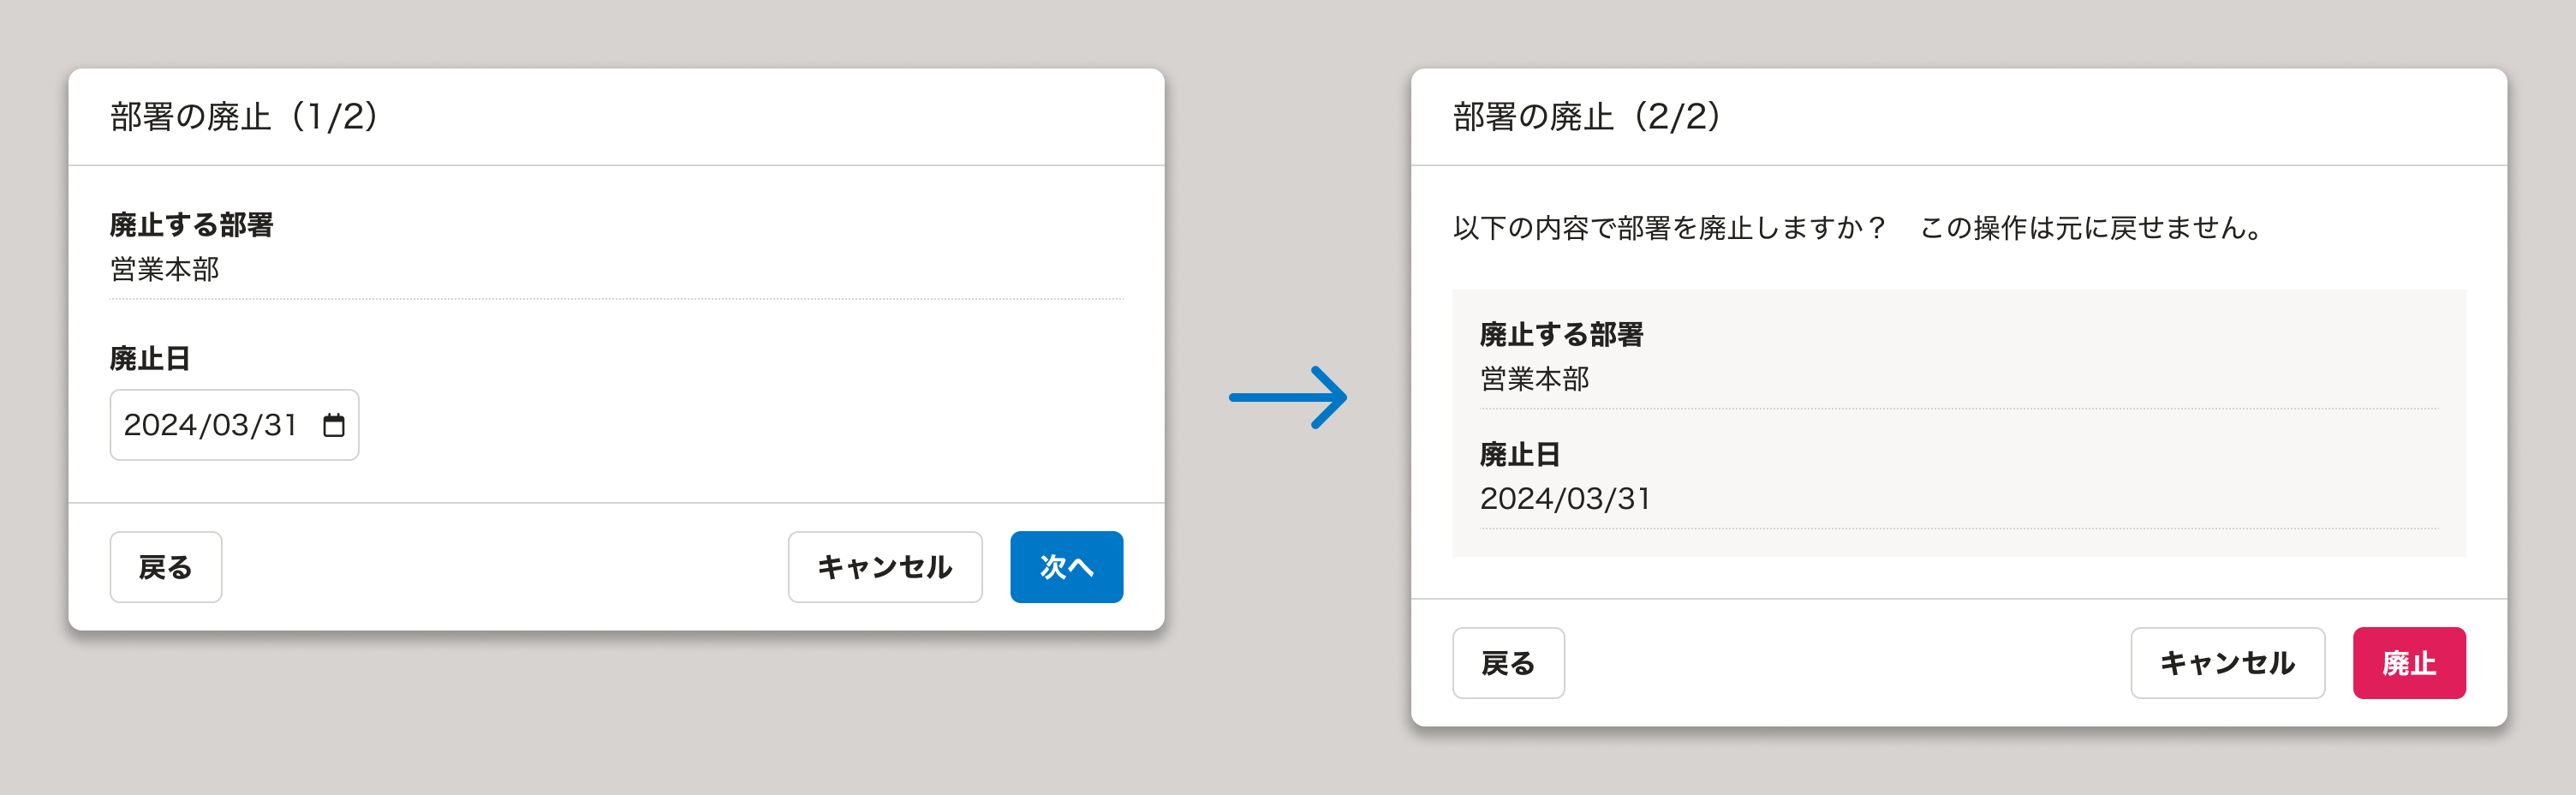 部署の廃止（1/2）
廃止する部署
営業本部
廃止日
2024/03/31
戻る
キャンセル
次へ
部署の廃止（2/2）
以下の内容で部署を廃止しますか？　この操作は元に戻せません。
廃止する部署
営業本部
廃止日
2024/03/31
戻る
キャンセル
廃止